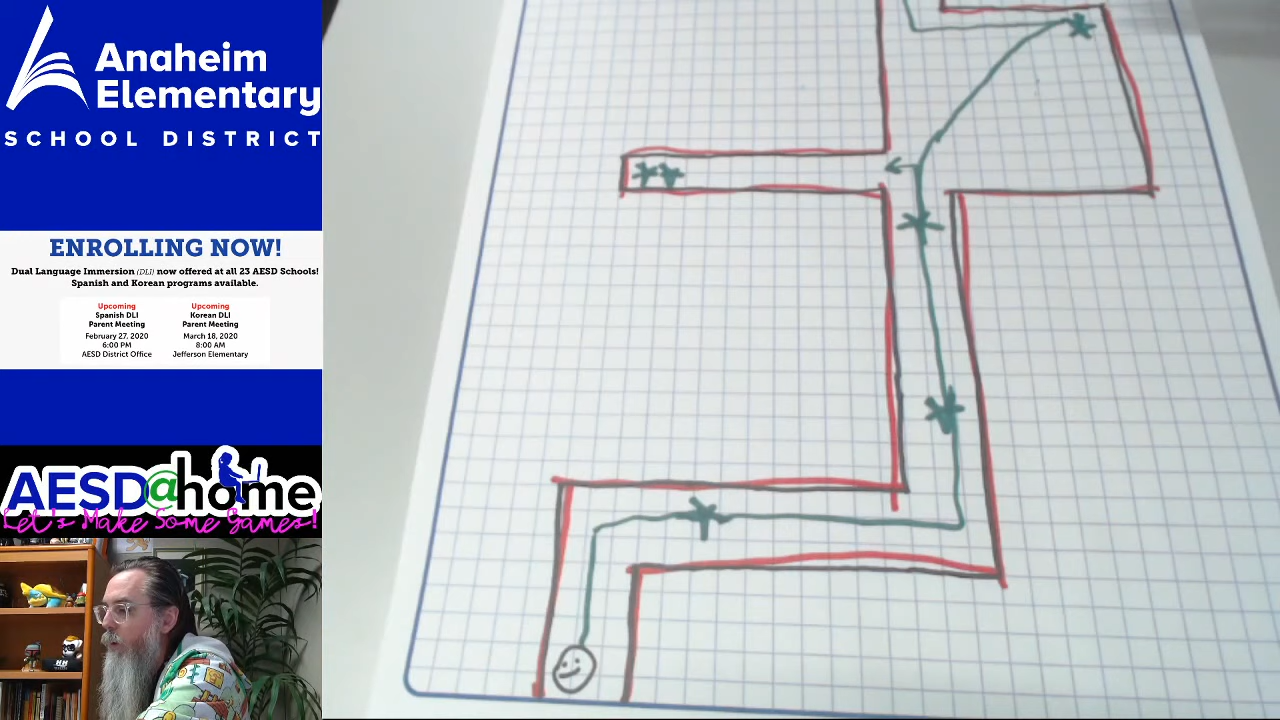 Anaheim
Elementary
SCHOOL DISTRICT
ENROLLING NOW!
Dual Language Immersion (DLI) now offered at all 23 AESD Schools!
Spanish and Korean programs available.
Upcoming
Spanish DLI
Parent Meeting
February 27, 2020
6:00 PM
AESD District Office
Upcoming
Korean DLI
Parent Meeting
March 18, 2020
8:00 AM
Jefferson Elementary
AESD@home
Let's Make Some Games!